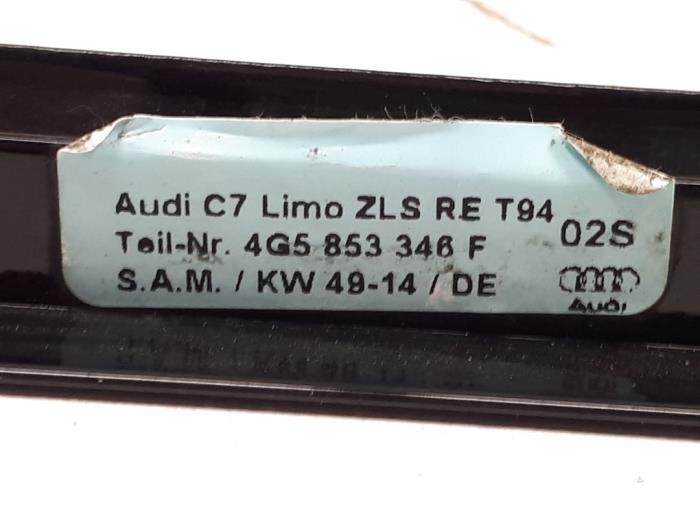 Audi C7 Limo ZLS RE T94
02S
Teil-Nr. 4G5 853 346 F
S.A.M. / KW 49-14 / DE
Audi